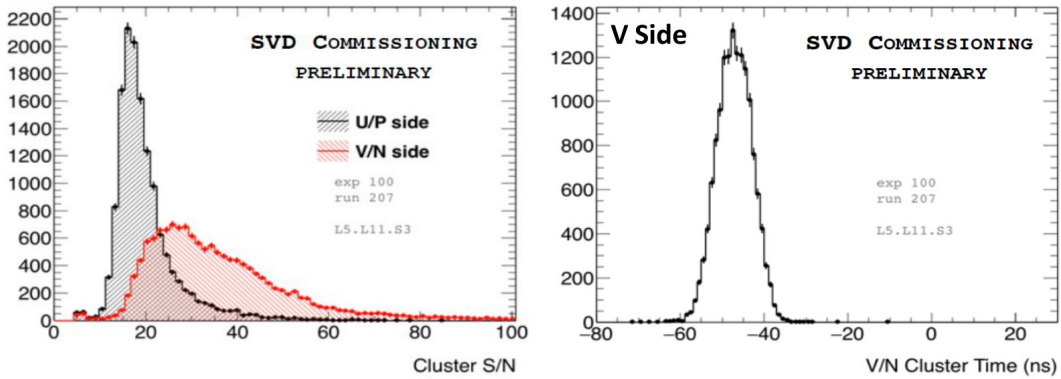 2200
2000
1800
1600
1400
1200
1000
800
600
400
200
0
0 20 40 60 80 100
Cluster S/N
SVD COMMISSIONING
PRELIMINARY
U/P side
V/N side
exp 100
run 207
L5.L11.S3
1400
1200
1000
800
600
400
200
0
−80 −60 −40 −20 0 20
V/N Cluster Time (ns)
V Side
SVD COMMISSIONING
PRELIMINARY
exp 100
run 207
L5.L11.S3